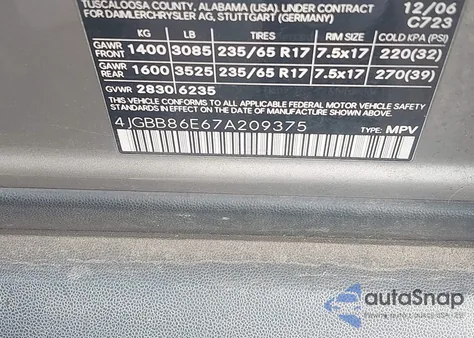 TUSCALOOSA COUNTY, ALABAMA (USA). UNDER CONTRACT
FOR DAIMLERCHRYSLER AG, STUTTGART (GERMANY)
12/06
C723
KG LB TIRES RIM SIZE COLD KPA (PSI)
GAWR FRONT 1400 3085 235/65 R17 7.5x17 220(32)
GAWR REAR 1600 3525 235/65 R17 7.5x17 270(39)
GVWR 2830 6235
THIS VEHICLE CONFORMS TO ALL APPLICABLE FEDERAL MOTOR VEHICLE SAFETY
STANDARDS IN EFFECT ON THE DATE OF MANUFACTURE SHOWN ABOVE.
4JGBB86E67A209375 TYPE: MPV
autoSnap